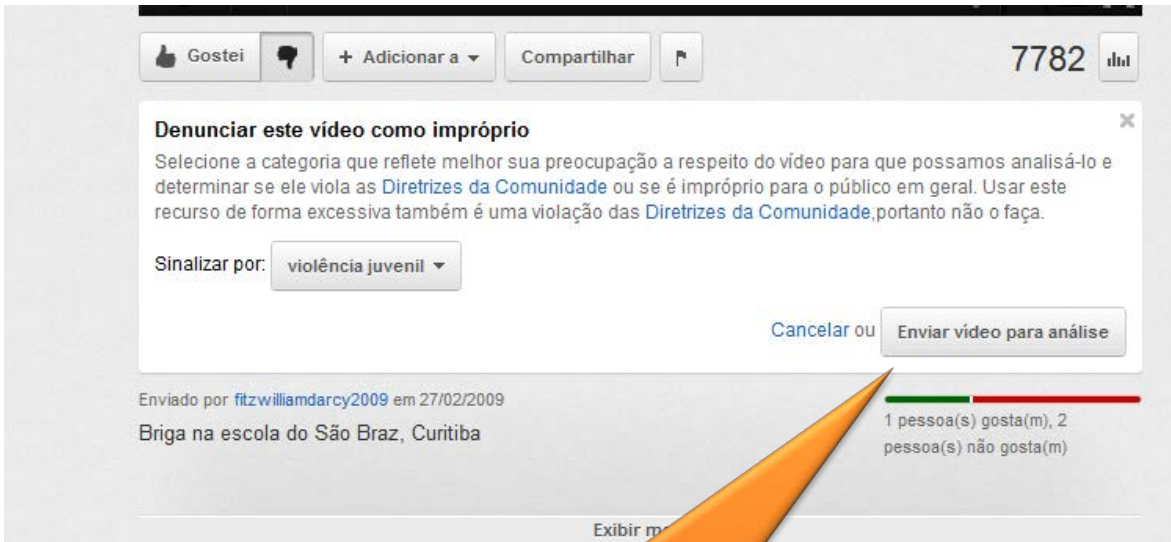 Gostei + Adicionar a Compartilhar 7782
Denunciar este vídeo como impróprio
Selecione a categoria que reflete melhor sua preocupação a respeito do vídeo para que possamos analisá-lo e
determinar se ele viola as Diretrizes da Comunidade ou se é impróprio para o público em geral. Usar este
recurso de forma excessiva também é uma violação das Diretrizes da Comunidade,portanto não o faça.
Sinalizar por: violência juvenil
Cancelar ou Enviar vídeo para análise
Enviado por fitzwilliamdarcy2009 em 27/02/2009
Briga na escola do São Braz, Curitiba
1 pessoa(s) gosta(m), 2
pessoa(s) não gosta(m)
Exibir